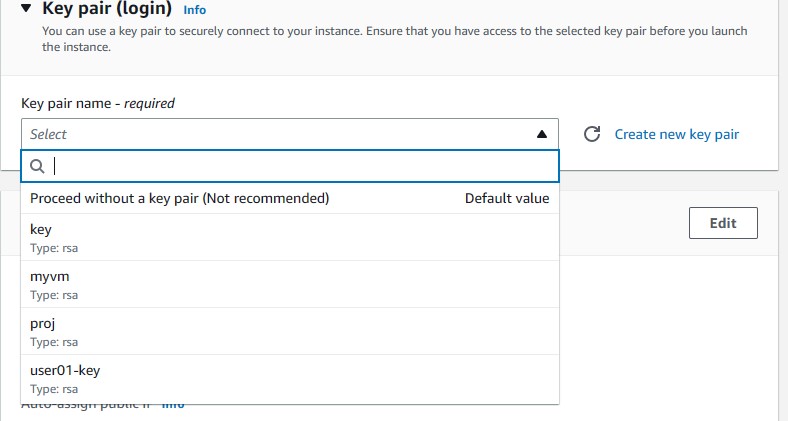 Key pair (login) Info
You can use a key pair to securely connect to your instance. Ensure that you have access to the selected key pair before you launch
the instance.
Key pair name - required
Select
Create new key pair
Proceed without a key pair (Not recommended) Default value
key
Type: rsa
Edit
myvm
Type: rsa
proj
Type: rsa
user01-key
Type: rsa
Auto-assign public IP Info